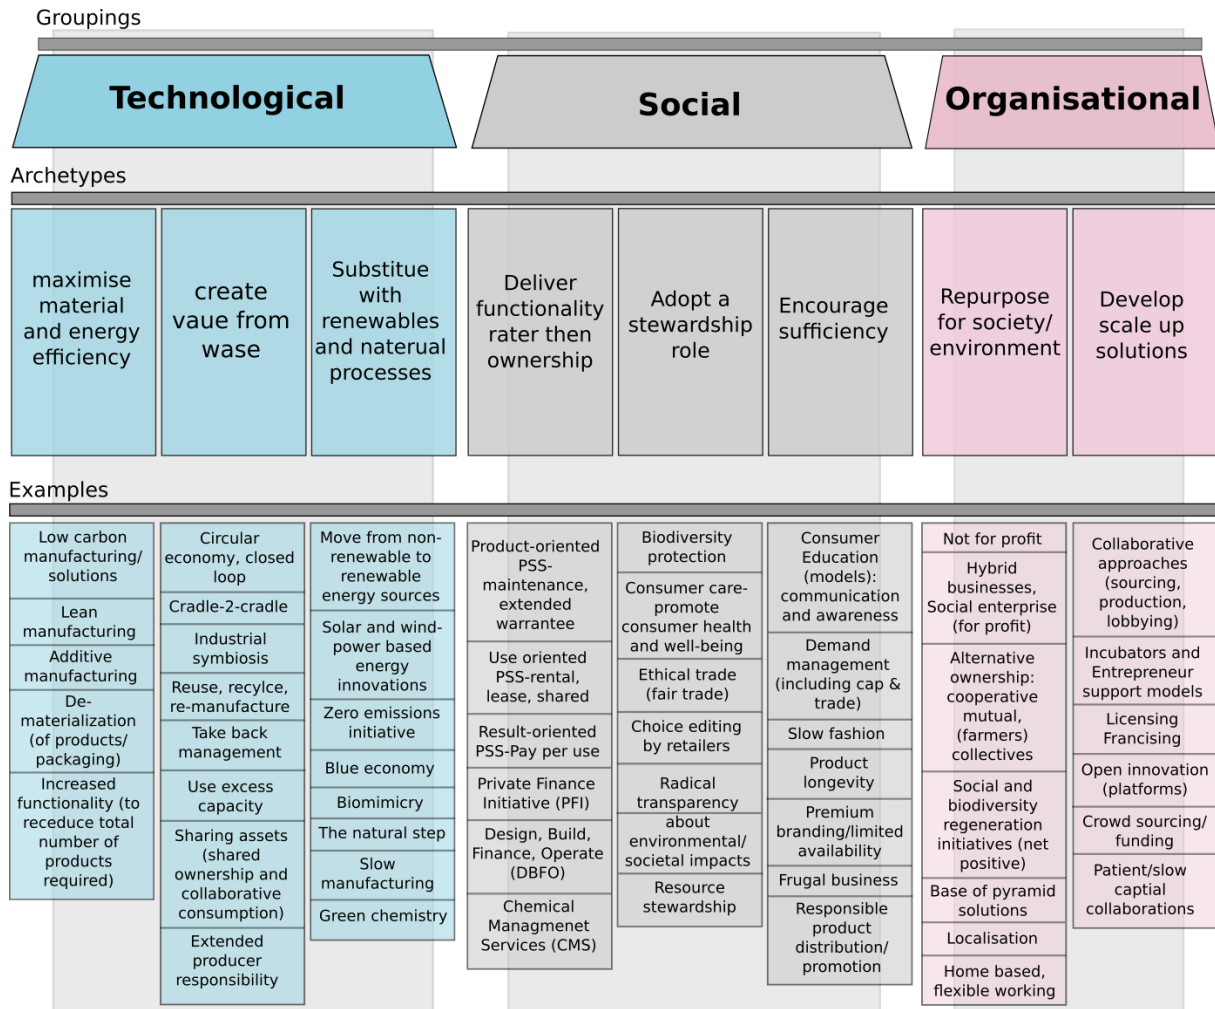 Groupings
Technological
Social
Organisational
Archetypes
maximise
material
and energy
efficiency
create
vaue from
wase
Substitue
with
renewables
and naterual
processes
Deliver
functionality
rater then
ownership
Adopt a
stewardship
role
Encourage
sufficiency
Repurpose
for society/
environment
Develop
scale up
solutions
Examples
Low carbon
manufacturing/
solutions
Lean
manufacturing
Additive
manufacturing
De-
materialization
(of products/
packaging)
Increased
functionality (to
receduce total
number of
products
required)
Circular
economy, closed
loop
Cradle-2-cradle
Industrial
symbiosis
Reuse, recylce,
re-manufacture
Take back
management
Use excess
capacity
Sharing assets
(shared
ownership and
collaborative
consumption)
Extended
producer
responsibility
Move from non-
renewable to
renewable
energy sources
Solar and wind-
power based
energy
innovations
Zero emissions
initiative
Blue economy
Biomimicry
The natural step
Slow
manufacturing
Green chemistry
Product-oriented
PSS-
maintenance,
extended
warrantee
Use oriented
PSS-rental,
lease, shared
Result-oriented
PSS-Pay per use
Private Finance
Initiative (PFI)
Design, Build,
Finance, Operate
(DBFO)
Chemical
Managmenet
Services (CMS)
Biodiversity
protection
Consumer care-
promote
consumer health
and well-being
Ethical trade
(fair trade)
Choice editing
by retailers
Radical
transparency
about
environmental/
societal impacts
Resource
stewardship
Consumer
Education
(models):
communication
and awareness
Demand
management
(including cap &
trade)
Slow fashion
Product
longevity
Premium
branding/limited
availability
Frugal business
Responsible
product
distribution/
promotion
Not for profit
Hybrid
businesses,
Social enterprise
(for profit)
Alternative
ownership:
cooperative
mutual,
(farmers)
collectives
Social and
biodiversity
regeneration
initiatives (net
positive)
Base of pyramid
solutions
Localisation
Home based,
flexible working
Collaborative
approaches
(sourcing,
production,
lobbying)
Incubators and
Entrepreneur
support models
Licensing
Francising
Open innovation
(platforms)
Crowd sourcing/
funding
Patient/slow
captial
collaborations